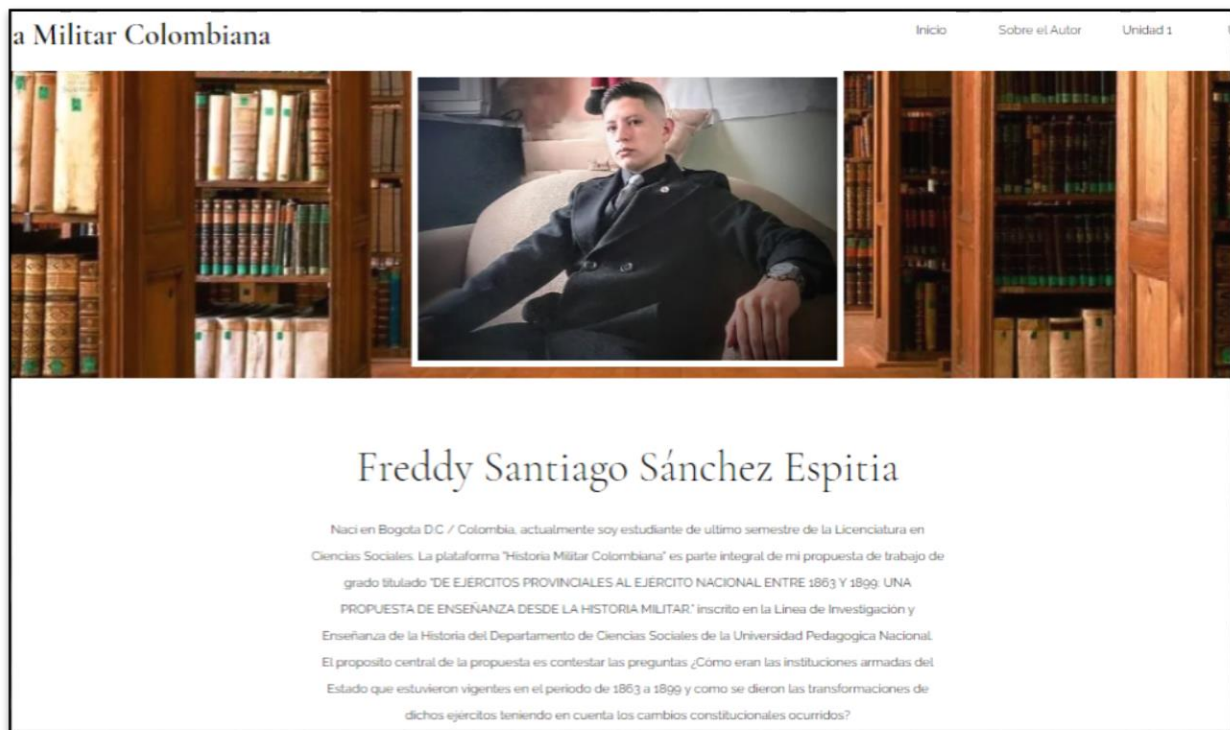 a Militar Colombiana
Inicio Sobre el Autor Unidad 1
Freddy Santiago Sánchez Espitia
Naci en Bogota D.C / Colombia, actualmente soy estudiante de ultimo semestre de la Licenciatura en
Ciencias Sociales. La plataforma "Historia Militar Colombiana" es parte integral de mi propuesta de trabajo de
grado titulado "DE EJERCITOS PROVINCIALES AL EJERCITO NACIONAL ENTRE 1863 Y 1899: UNA
PROPUESTA DE ENSEÑANZA DESDE LA HISTORIA MILITAR." inscrito en la Linea de Investigación y
Enseñanza de la Historia del Departamento de Ciencias Sociales de la Universidad Pedagogica Nacional.
El proposito central de la propuesta es contestar las preguntas ¿Cómo eran las instituciones armadas del
Estado que estuvieron vigentes en el periodo de 1863 a 1899 y como se dieron las transformaciones de
dichos ejércitos teniendo en cuenta los cambios constitucionales ocurridos?